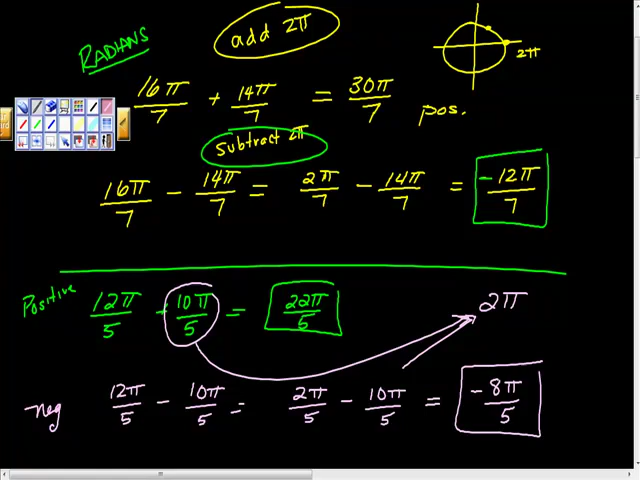 RADIANS
add 2π
2π
16π/7 + 14π/7 = 30π/7 pos.
subtract 2π
16π/7 - 14π/7 = 2π/7 - 14π/7 = -12π/7
Positive 12π/5 - 10π/5 = 22π/5
2π
neg 12π/5 - 10π/5 = 2π/5 - 10π/5 = -8π/5